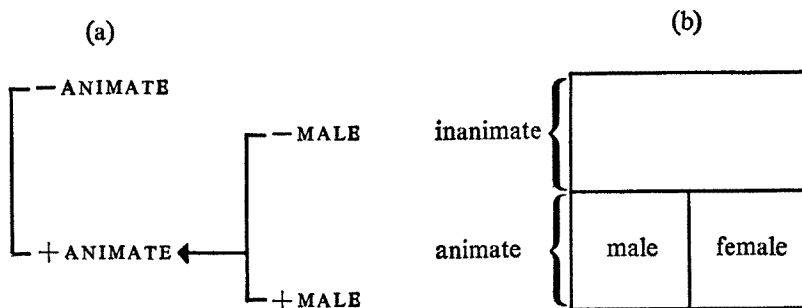 (a)
− ANIMATE
− MALE
+ ANIMATE
+ MALE
(b)
inanimate
animate
male
female